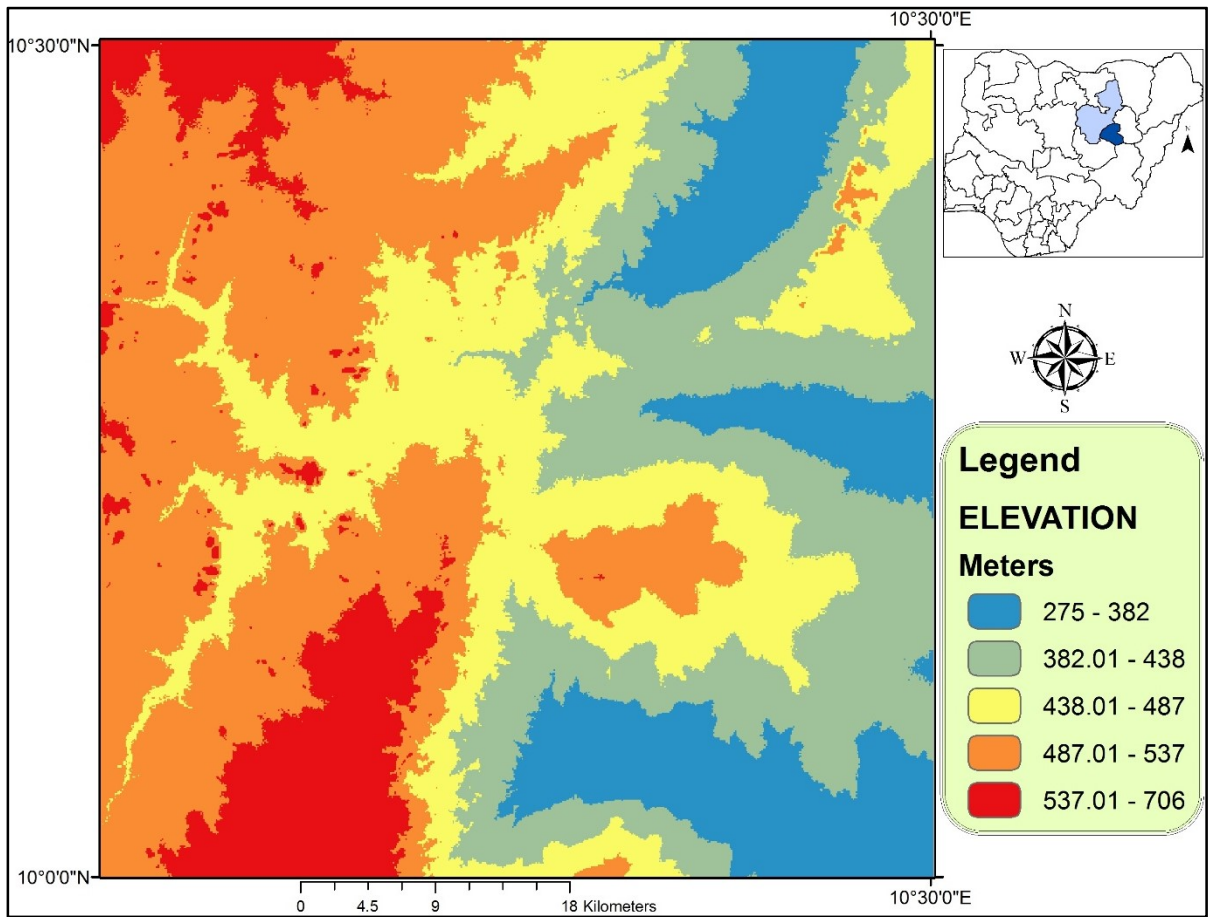 10°30'0"E
10°30'0"N
N
N
W E
S
Legend
ELEVATION
Meters
275 - 382
382.01 - 438
438.01 - 487
487.01 - 537
537.01 - 706
10°0'0"N
10°30'0"E
0 4.5 9 18 Kilometers